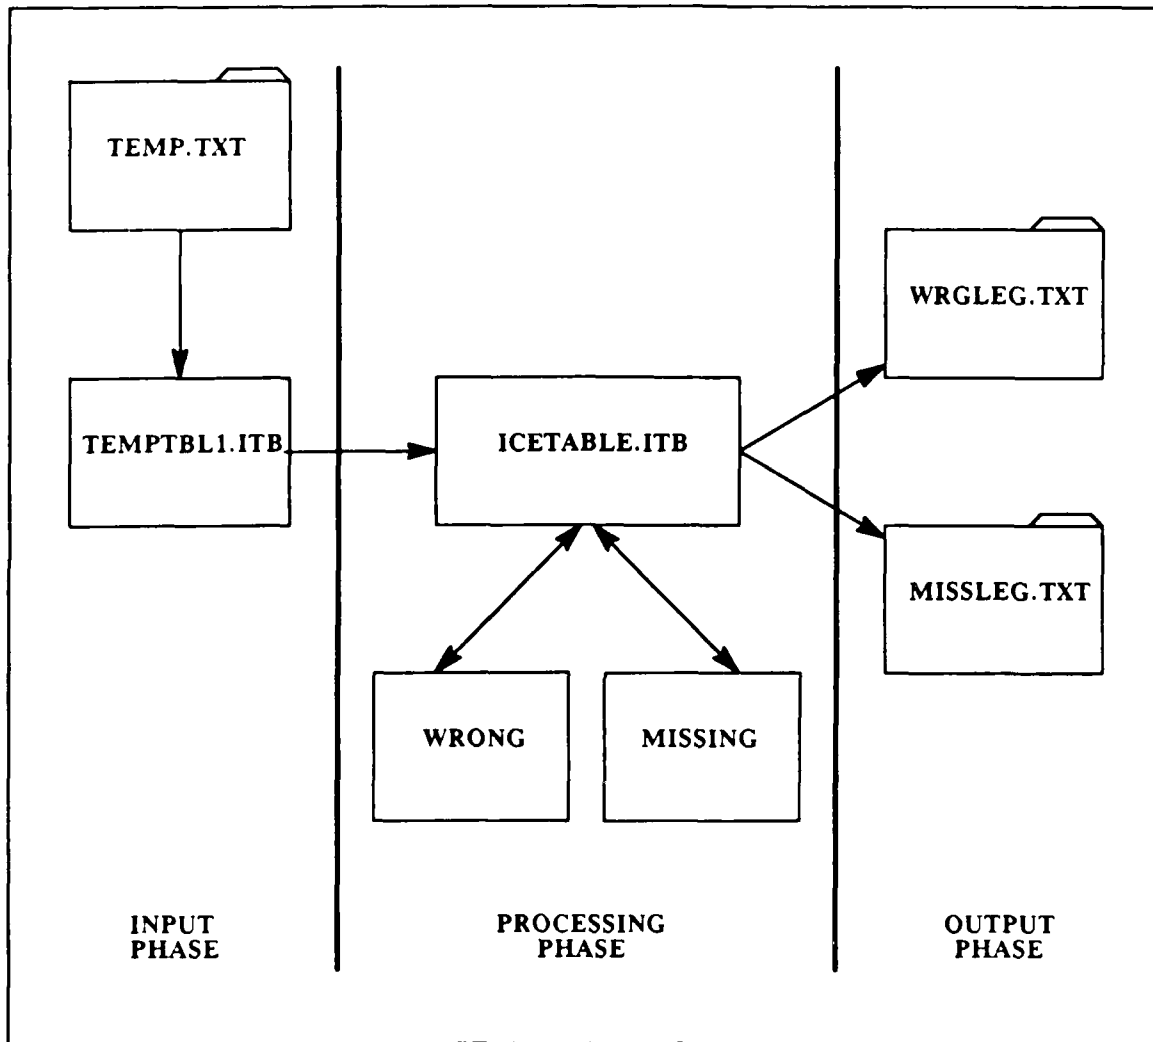 TEMP.TXT
WRGLEG.TXT
TEMPTBL1.ITB
ICETABLE.ITB
MISSLEG.TXT
WRONG
MISSING
INPUT
PHASE
PROCESSING
PHASE
OUTPUT
PHASE